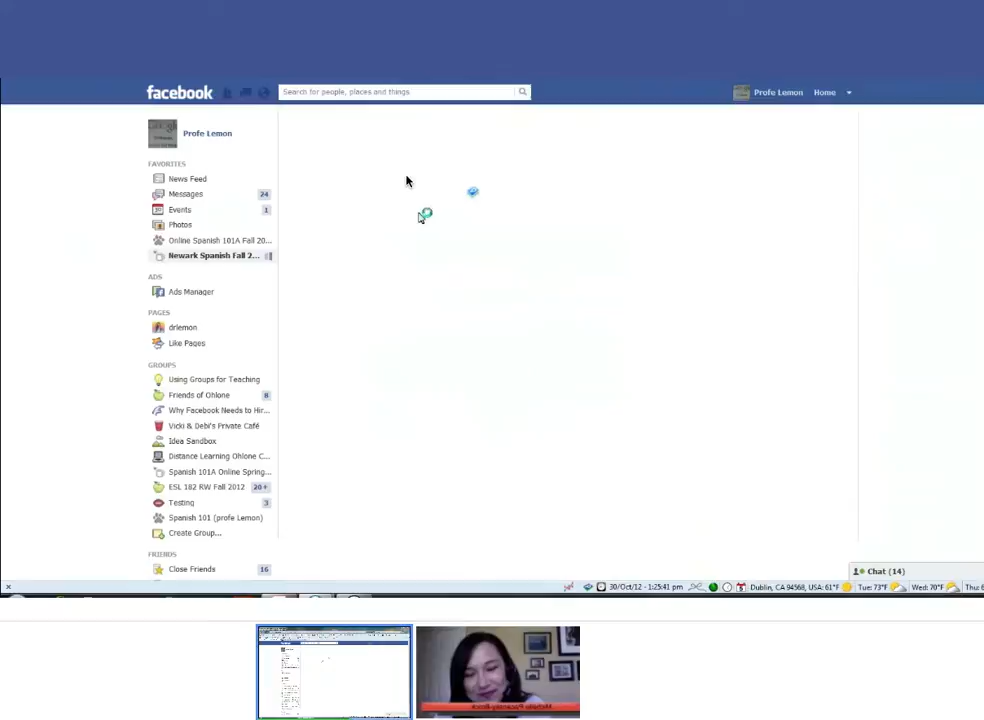 facebook
Search for people, places and things
Profe Lemon Home
Profe Lemon
FAVORITES
News Feed
Messages 24
Events 1
Photos
Online Spanish 101A Fall 20...
Newark Spanish Fall 2...
ADS
Ads Manager
PAGES
drlemon
Like Pages
GROUPS
Using Groups for Teaching
Friends of Ohlone 8
Why Facebook Needs to Hir...
Vicki & Debi's Private Café
Idea Sandbox
Distance Learning Ohlone C...
Spanish 101A Online Spring...
ESL 182 RW Fall 2012 20+
Testing 3
Spanish 101 (profe Lemon)
Create Group...
FRIENDS
Close Friends 16
Chat (14)
30/Oct/12 - 1:25:41 pm Dublin, CA 94568, USA: 61°F Tue: 73°F Wed: 70°F Thu: 6